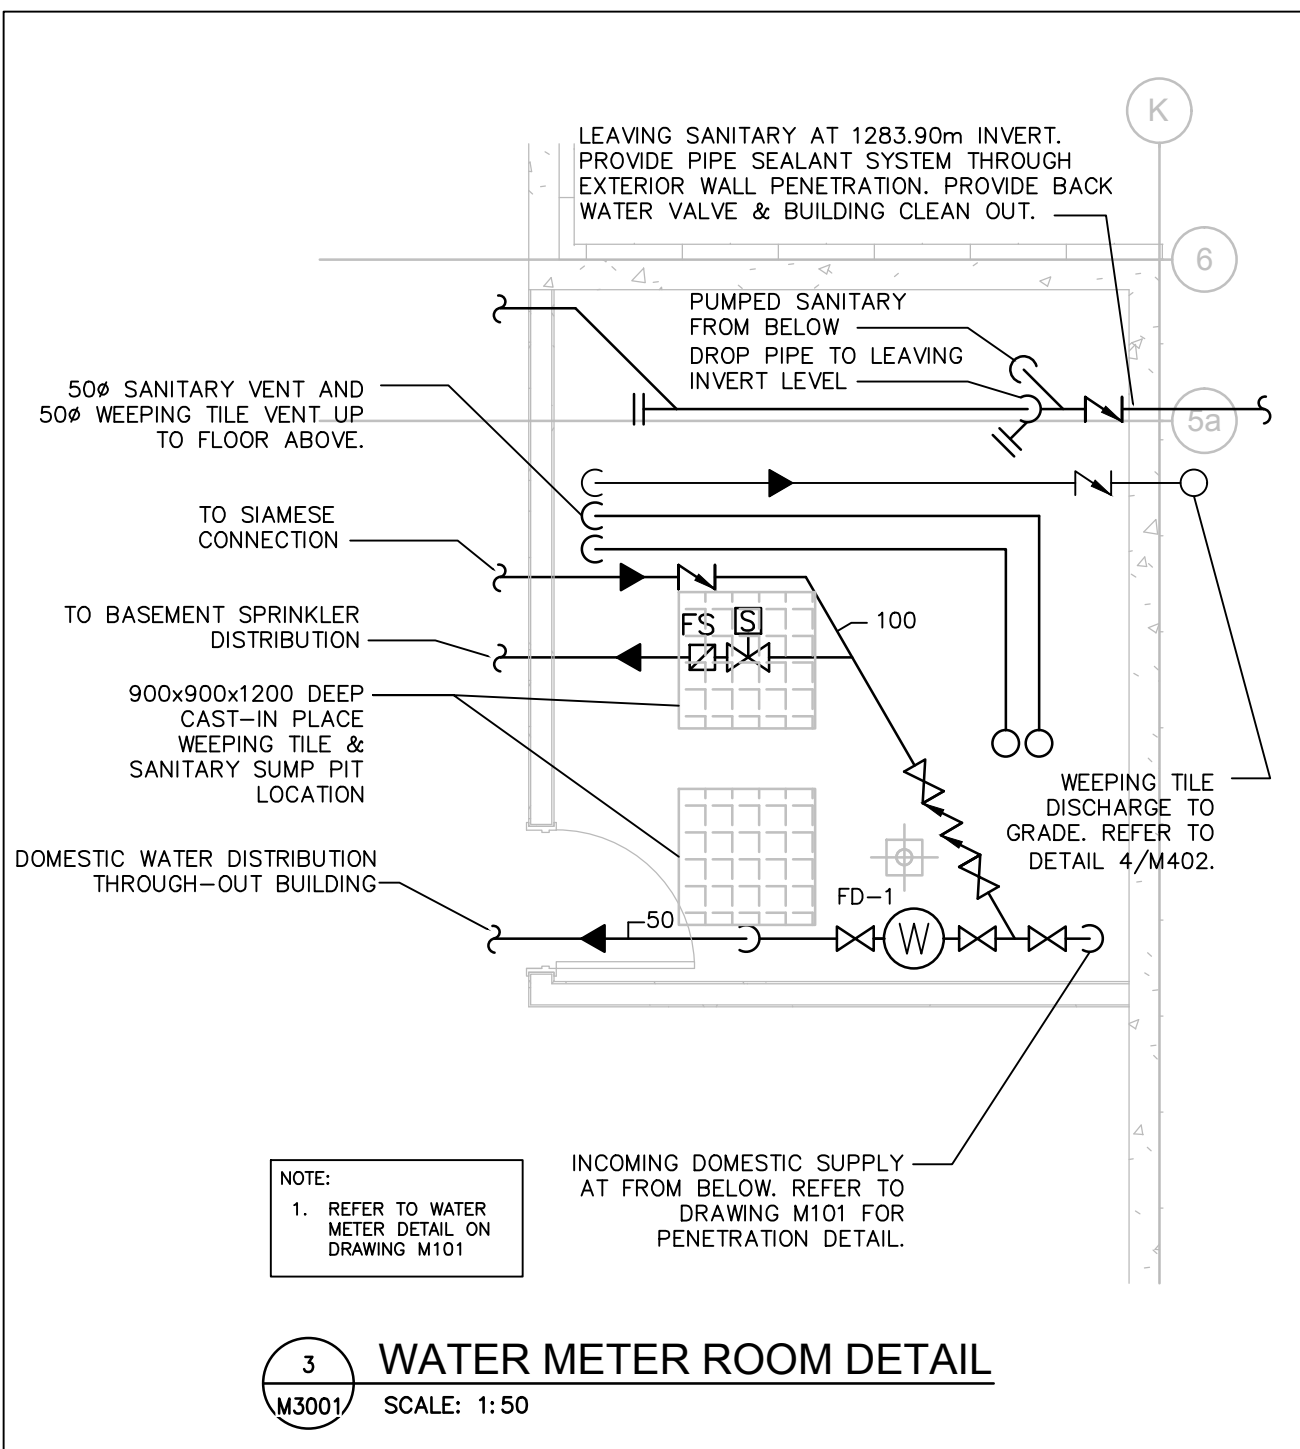 K
LEAVING SANITARY AT 1283.90m INVERT.
PROVIDE PIPE SEALANT SYSTEM THROUGH
EXTERIOR WALL PENETRATION. PROVIDE BACK
WATER VALVE & BUILDING CLEAN OUT.
6
PUMPED SANITARY
FROM BELOW
DROP PIPE TO LEAVING
INVERT LEVEL
50ø SANITARY VENT AND
50ø WEEPING TILE VENT UP
TO FLOOR ABOVE.
5a
TO SIAMESE
CONNECTION
TO BASEMENT SPRINKLER
DISTRIBUTION
FS
S
100
900x900x1200 DEEP
CAST-IN PLACE
WEEPING TILE &
SANITARY SUMP PIT
LOCATION
WEEPING TILE
DISCHARGE TO
GRADE. REFER TO
DETAIL 4/M402.
DOMESTIC WATER DISTRIBUTION
THROUGH-OUT BUILDING
FD-1
50
W
INCOMING DOMESTIC SUPPLY
AT FROM BELOW. REFER TO
DRAWING M101 FOR
PENETRATION DETAIL.
NOTE:
1. REFER TO WATER
METER DETAIL ON
DRAWING M101
3
M3001
WATER METER ROOM DETAIL
SCALE: 1:50